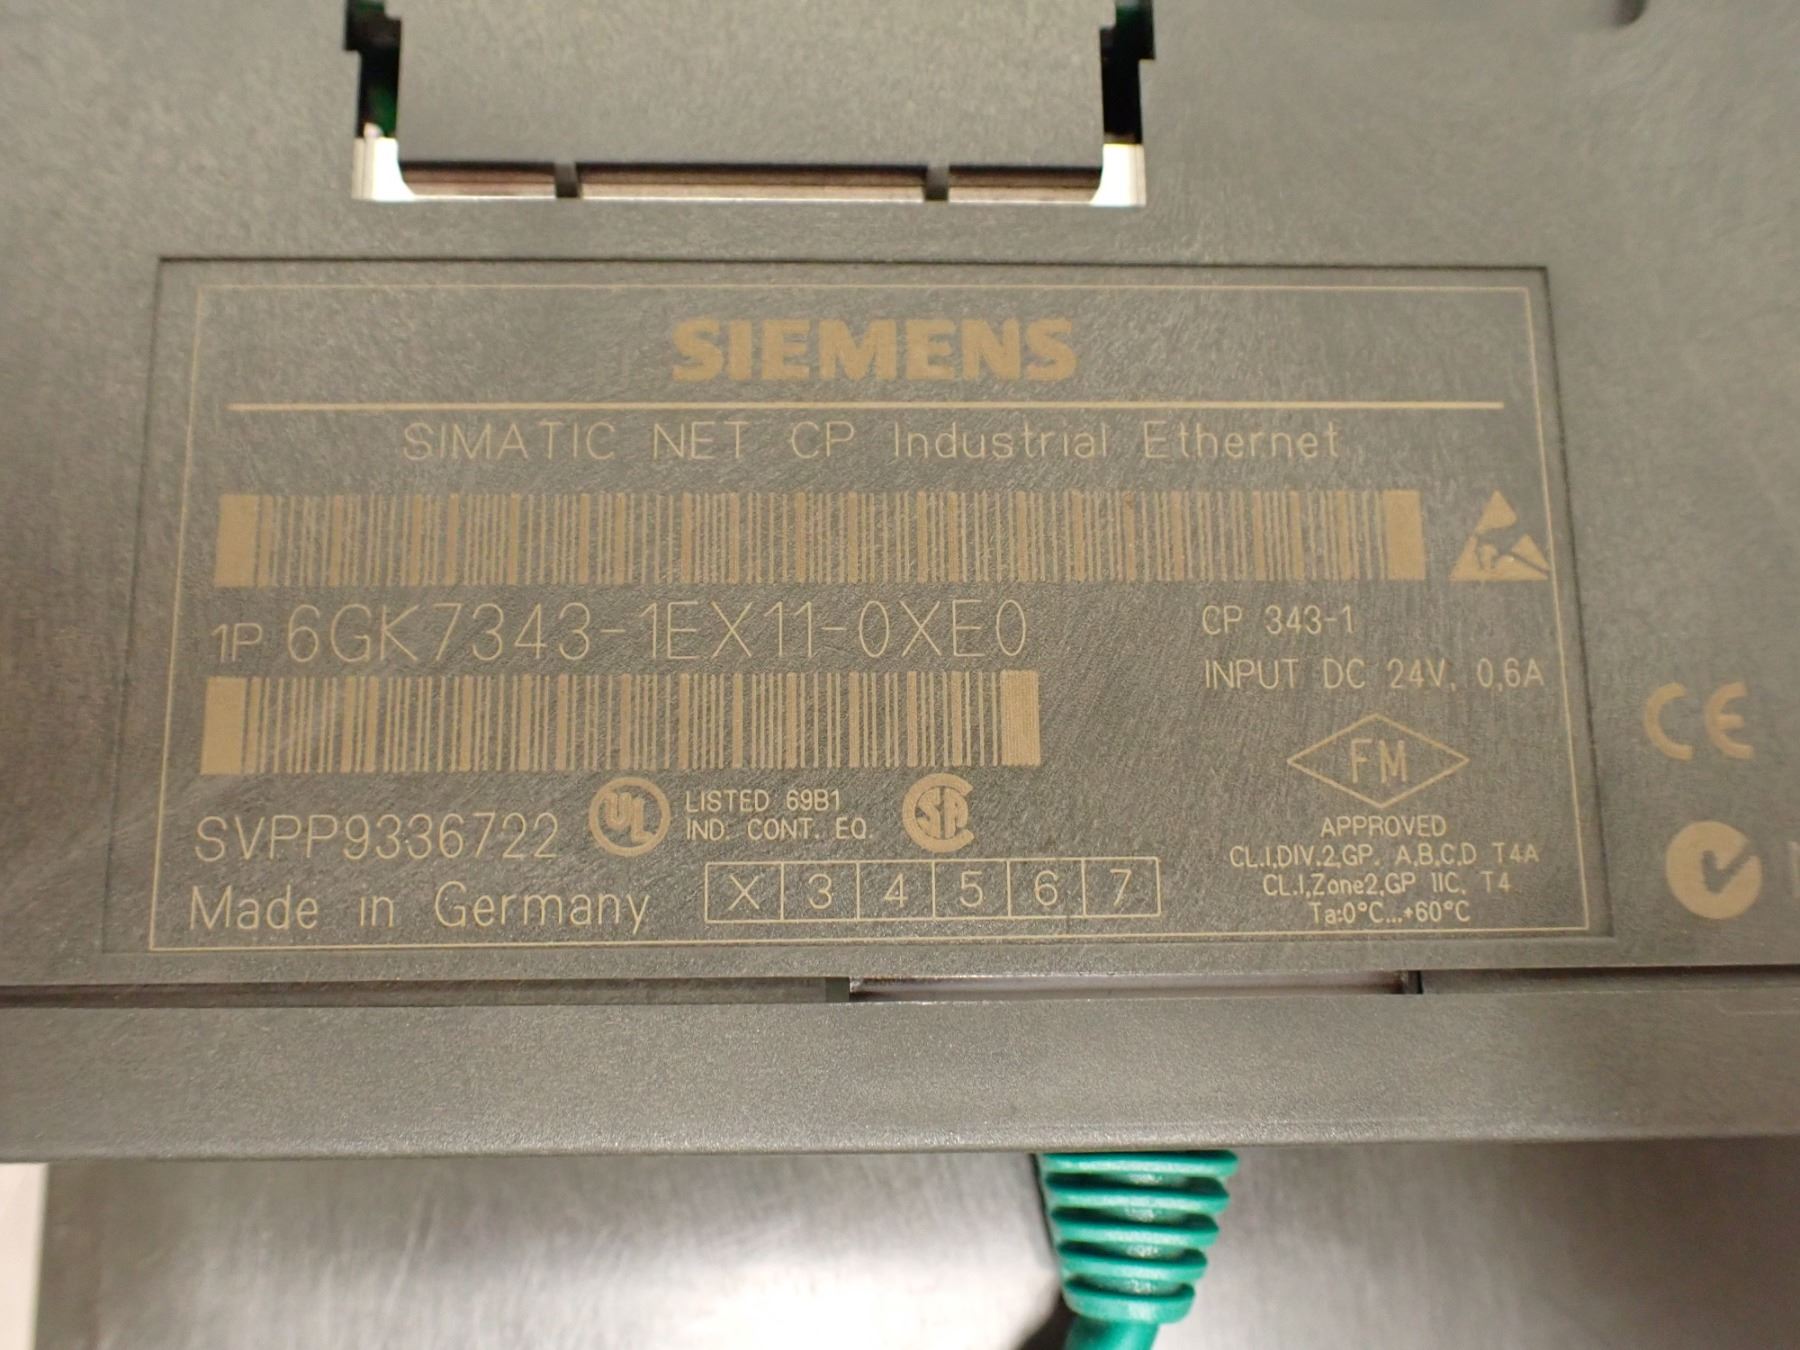 SIEMENS
SIMATIC NET CP Industrial Ethernet
1P 6GK7343-1EX11-0XE0
CP 343-1
INPUT DC 24V, 0,6A
CE
FM
APPROVED
CL.I,DIV.2,GP. A,B,C,D T4A
CL.I,Zone2,GP IIC, T4
Ta:0°C...+60°C
UL
LISTED 69B1
IND. CONT. EQ.
SA
SVPP9336722
Made in Germany
X 3 4 5 6 7